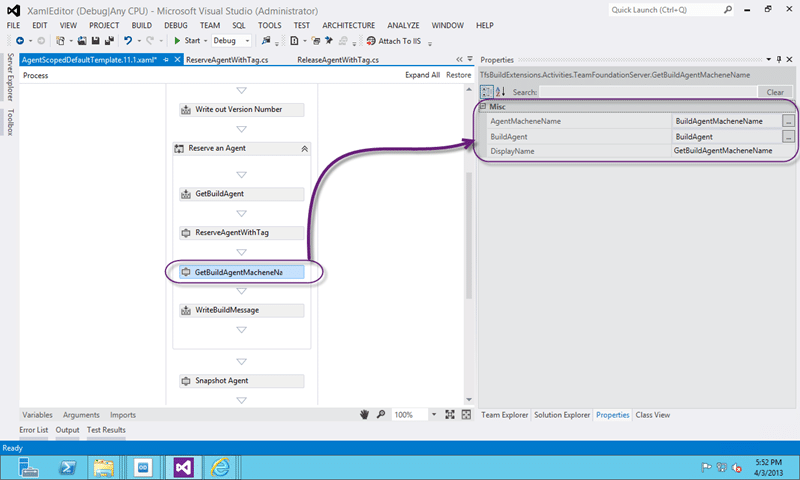 XamlEditor (Debug|Any CPU) - Microsoft Visual Studio (Administrator)
Quick Launch (Ctrl+Q)
FILE EDIT VIEW PROJECT BUILD DEBUG TEAM SQL TOOLS TEST ARCHITECTURE ANALYZE WINDOW HELP
Start Debug Attach To IIS
Server Explorer
Toolbox
AgentScopedDefaultTemplate.11.1.xaml* ReserveAgentWithTag.cs ReleaseAgentWithTag.cs
Process Expand All Restore
Write out Version Number
Reserve an Agent
GetBuildAgent
ReserveAgentWithTag
GetBuildAgentMacheneNa
WriteBuildMessage
Snapshot Agent
Variables Arguments Imports 100%
Properties
TfsBuildExtensions.Activities.TeamFoundationServer.GetBuildAgentMacheneName
Search: Clear
Misc
AgentMacheneName BuildAgentMacheneName ...
BuildAgent BuildAgent ...
DisplayName GetBuildAgentMacheneName
Team Explorer Solution Explorer Properties Class View
Error List Output Test Results
Ready
5:52 PM
4/3/2013